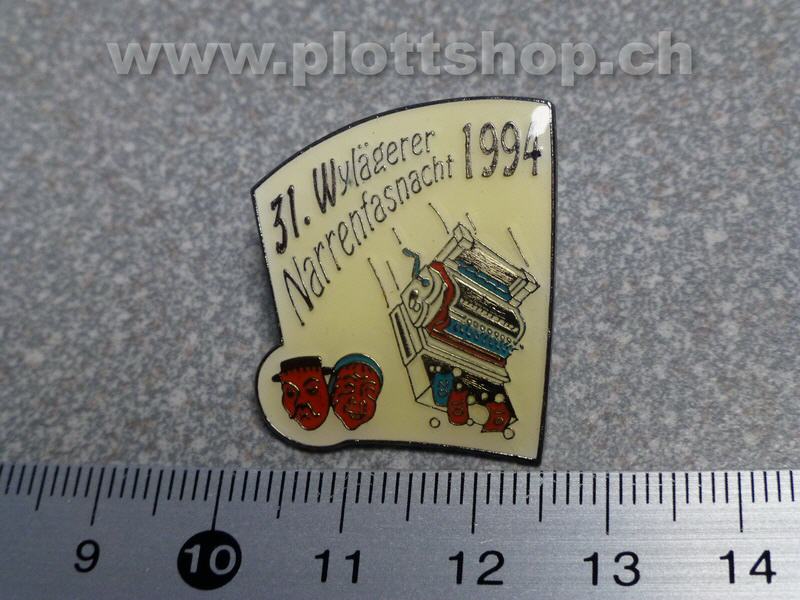 www.plottshop.ch
31. Wylägerer
Narrenfasnacht 1994
9 10 11 12 13 14